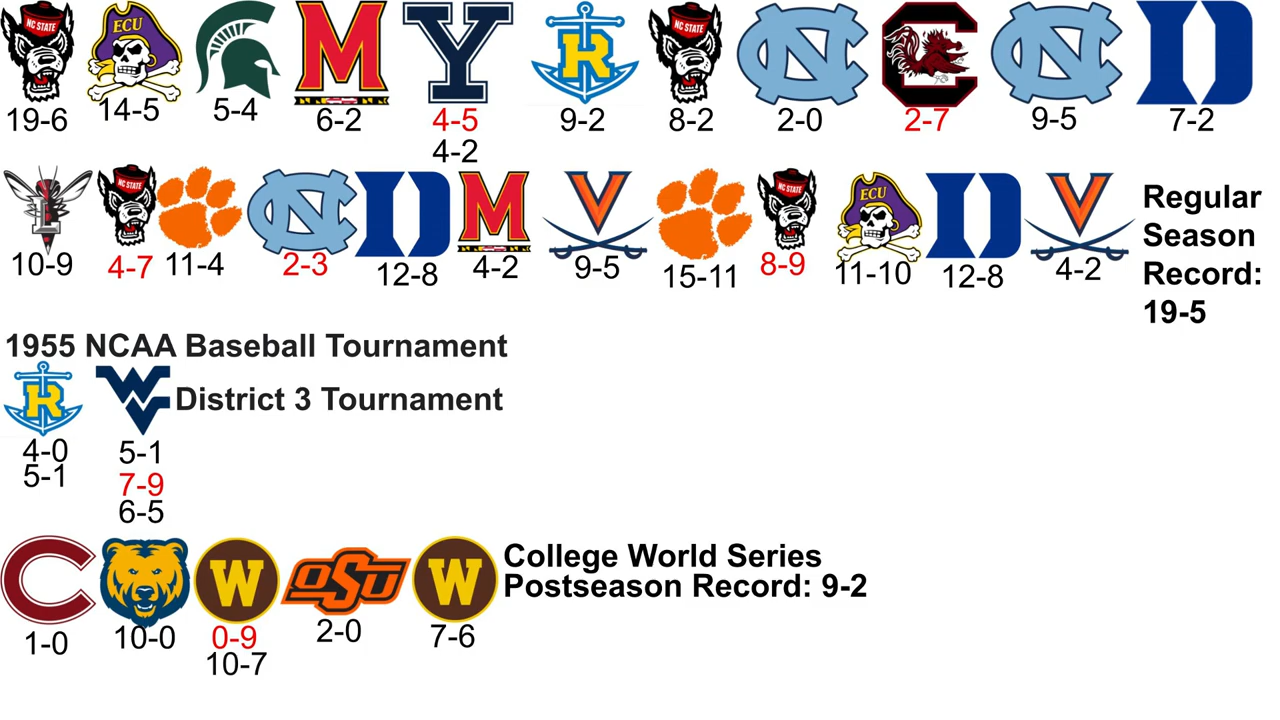 NC STATE ECU M Y R NC STATE NC C NC D
19-6 14-5 5-4 6-2 4-5 9-2 8-2 2-0 2-7 9-5 7-2
4-2
L NC STATE NC D M V NC STATE ECU D V
10-9 4-7 11-4 2-3 12-8 4-2 9-5 15-11 8-9 11-10 12-8 4-2
Regular
Season
Record:
19-5
1955 NCAA Baseball Tournament
R WV District 3 Tournament
4-0 5-1
5-1 7-9
6-5
C W OSU W College World Series
Postseason Record: 9-2
1-0 10-0 0-9 2-0 7-6
10-7